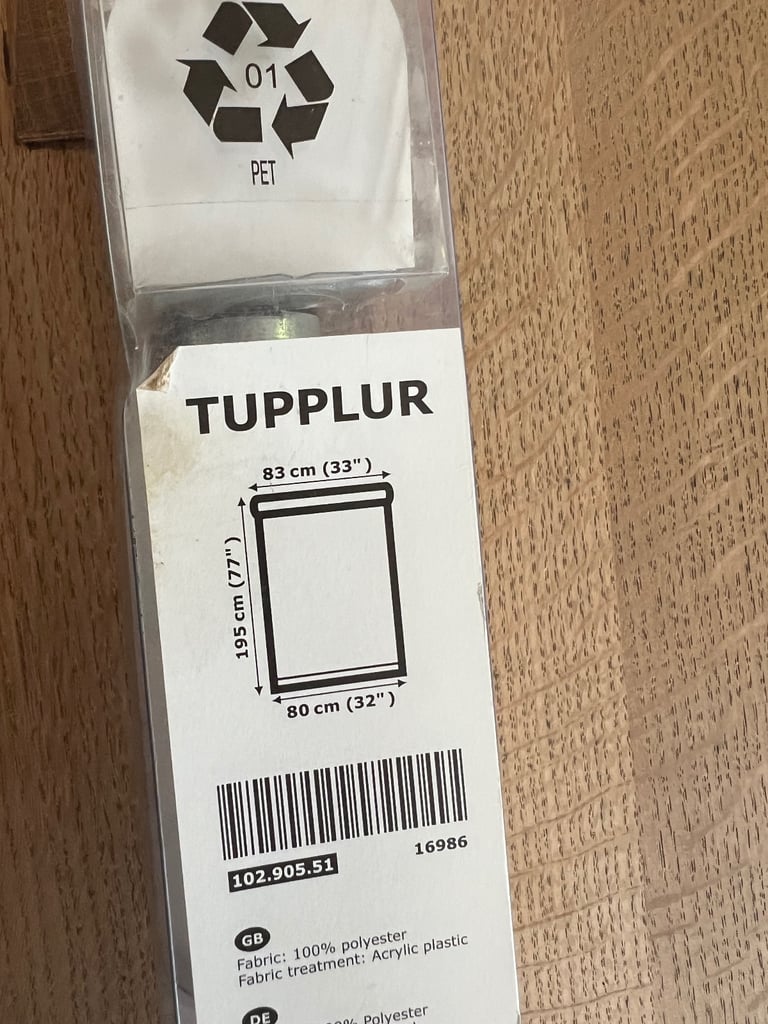 01
PET
TUPPLUR
83 cm (33")
195 cm (77")
80 cm (32")
102.905.51
16986
GB
Fabric: 100% polyester
Fabric treatment: Acrylic plastic
DE
Polyester